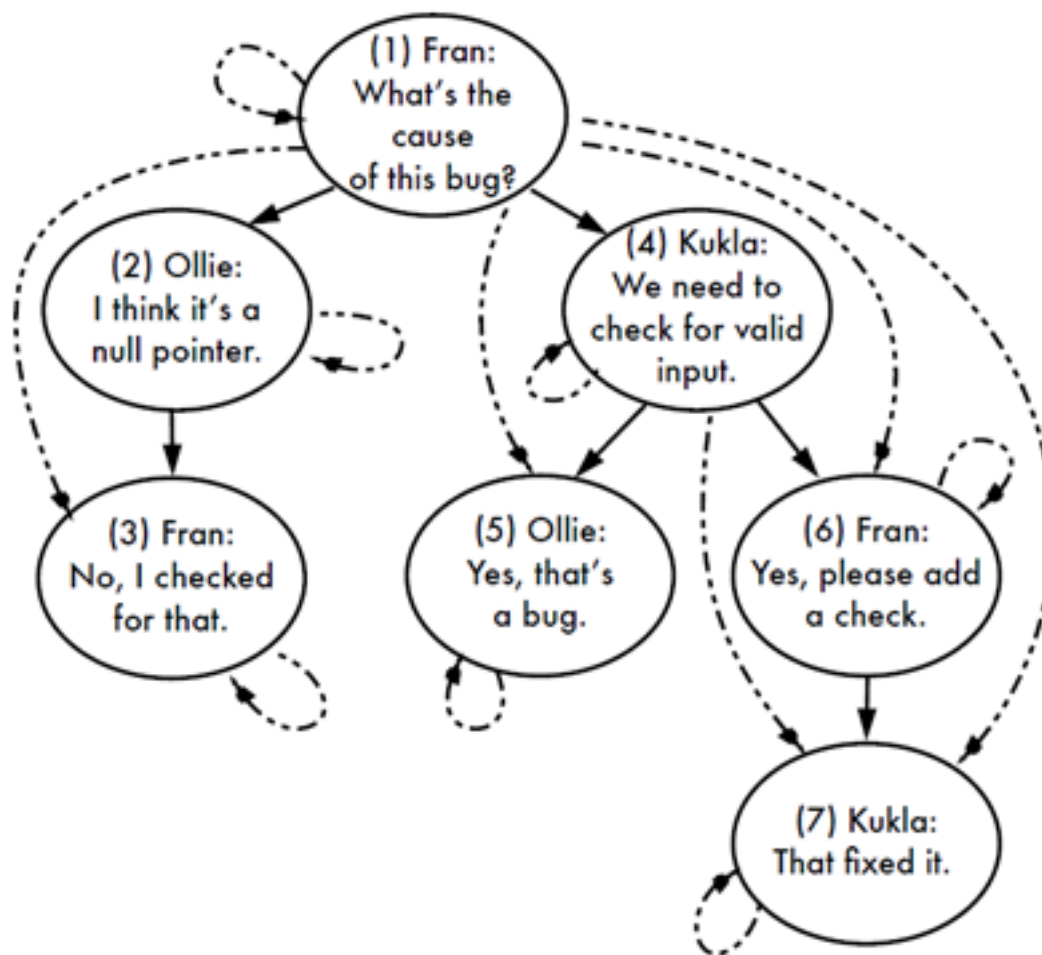 (1) Fran:
What's the
cause
of this bug?
(2) Ollie:
I think it's a
null pointer.
(4) Kukla:
We need to
check for valid
input.
(3) Fran:
No, I checked
for that.
(5) Ollie:
Yes, that's
a bug.
(6) Fran:
Yes, please add
a check.
(7) Kukla:
That fixed it.